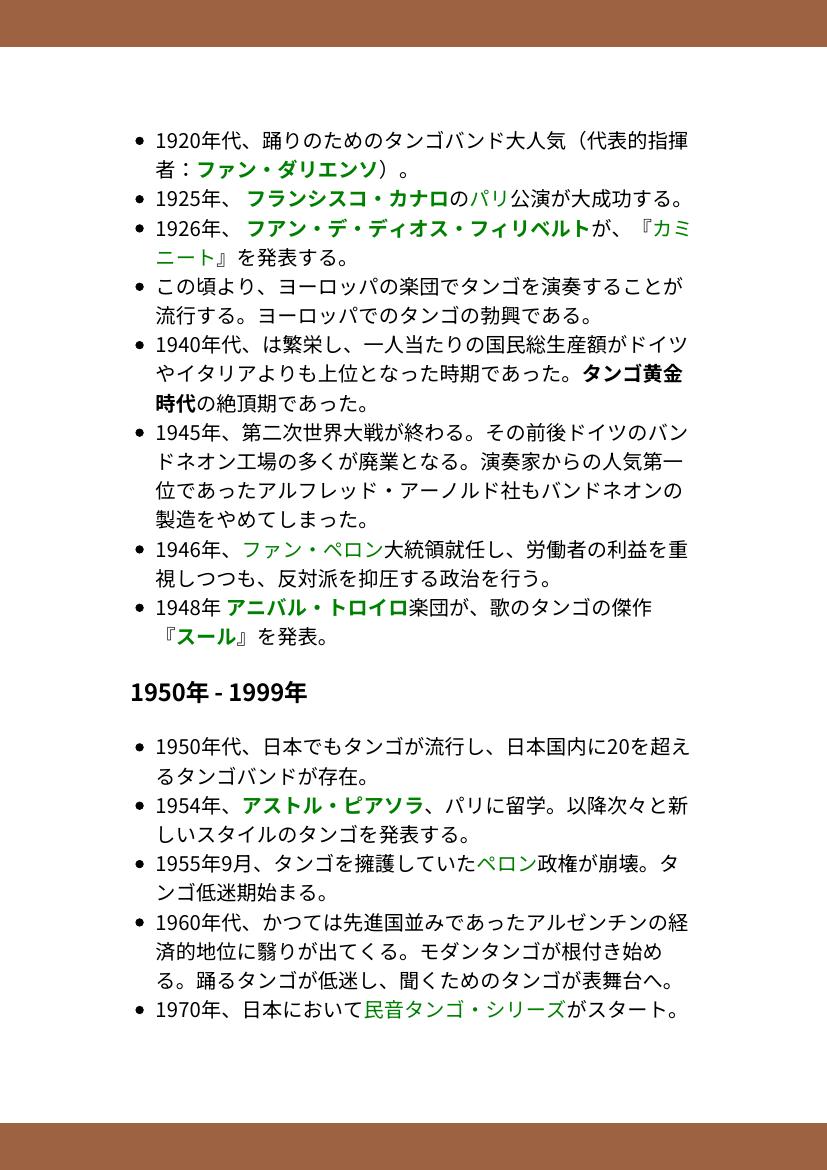 • 1920年代、踊りのためのタンゴバンド大人気（代表的指揮
者：ファン・ダリエンソ）。
• 1925年、 フランシスコ・カナロのパリ公演が大成功する。
• 1926年、 フアン・デ・ディオス・フィリベルトが、『カミ
ニート』を発表する。
• この頃より、ヨーロッパの楽団でタンゴを演奏することが
流行する。ヨーロッパでのタンゴの勃興である。
• 1940年代、は繁栄し、一人当たりの国民総生産額がドイツ
やイタリアよりも上位となった時期であった。タンゴ黄金
時代の絶頂期であった。
• 1945年、第二次世界大戦が終わる。その前後ドイツのバン
ドネオン工場の多くが廃業となる。演奏家からの人気第一
位であったアルフレッド・アーノルド社もバンドネオンの
製造をやめてしまった。
• 1946年、ファン・ペロン大統領就任し、労働者の利益を重
視しつつも、反対派を抑圧する政治を行う。
• 1948年 アニバル・トロイロ楽団が、歌のタンゴの傑作
『スール』を発表。
1950年 - 1999年
• 1950年代、日本でもタンゴが流行し、日本国内に20を超え
るタンゴバンドが存在。
• 1954年、アストル・ピアソラ、パリに留学。以降次々と新
しいスタイルのタンゴを発表する。
• 1955年9月、タンゴを擁護していたペロン政権が崩壊。タ
ンゴ低迷期始まる。
• 1960年代、かつては先進国並みであったアルゼンチンの経
済的地位に翳りが出てくる。モダンタンゴが根付き始め
る。踊るタンゴが低迷し、聞くためのタンゴが表舞台へ。
• 1970年、日本において民音タンゴ・シリーズがスタート。